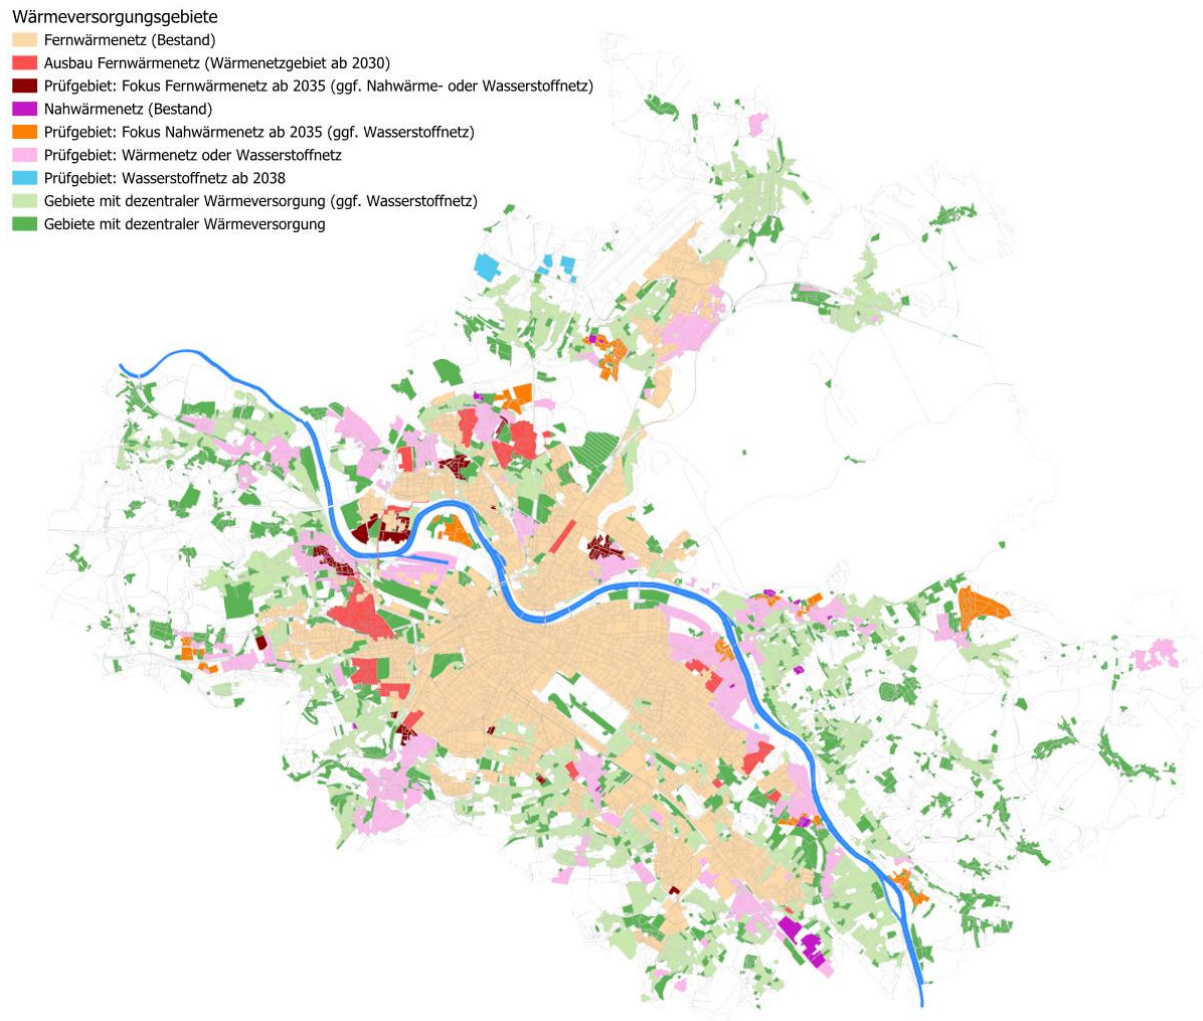 Wärmeversorgungsgebiete
Fernwärmenetz (Bestand)
Ausbau Fernwärmenetz (Wärmenetzgebiet ab 2030)
Prüfgebiet: Fokus Fernwärmenetz ab 2035 (ggf. Nahwärme- oder Wasserstoffnetz)
Nahwärmenetz (Bestand)
Prüfgebiet: Fokus Nahwärmenetz ab 2035 (ggf. Wasserstoffnetz)
Prüfgebiet: Wärmenetz oder Wasserstoffnetz
Prüfgebiet: Wasserstoffnetz ab 2038
Gebiete mit dezentraler Wärmeversorgung (ggf. Wasserstoffnetz)
Gebiete mit dezentraler Wärmeversorgung